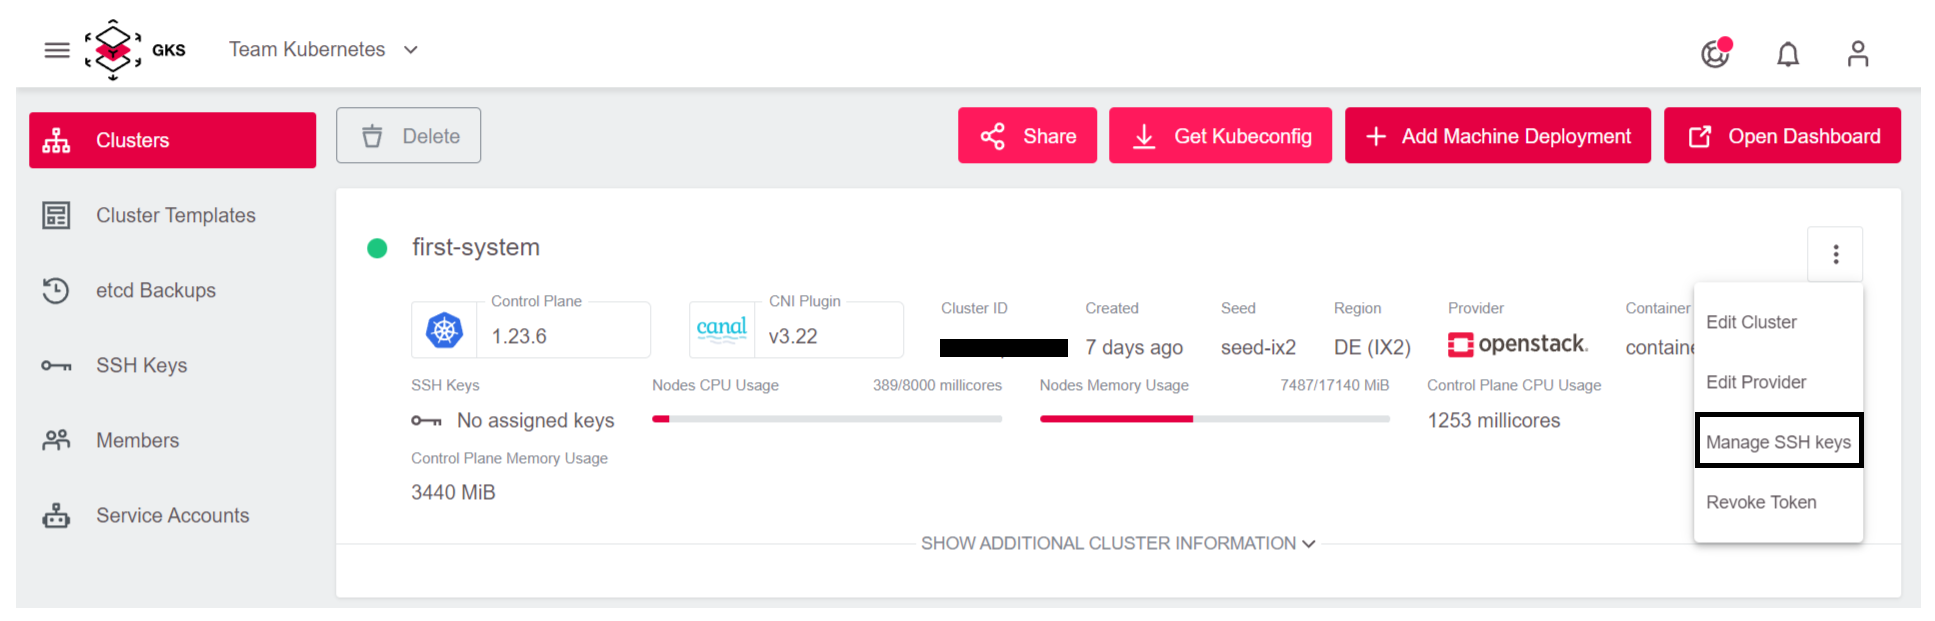 GKS
Team Kubernetes
Clusters
Cluster Templates
etcd Backups
SSH Keys
Members
Service Accounts
Delete
Share
Get Kubeconfig
Add Machine Deployment
Open Dashboard
first-system
Control Plane
1.23.6
CNI Plugin
canal
v3.22
Cluster ID
Created
7 days ago
Seed
seed-ix2
Region
DE (IX2)
Provider
openstack.
Container
SSH Keys
No assigned keys
Nodes CPU Usage
389/8000 millicores
Nodes Memory Usage
7487/17140 MiB
Control Plane CPU Usage
1253 millicores
Control Plane Memory Usage
3440 MiB
SHOW ADDITIONAL CLUSTER INFORMATION
Edit Cluster
Edit Provider
Manage SSH keys
Revoke Token